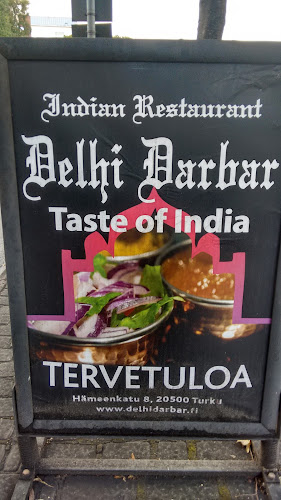 Indian Restaurant
Delhi Darbar
Taste of India
TERVETULOA
Hämeenkatu 8, 20500 Turku
www.delhidarbar.fi